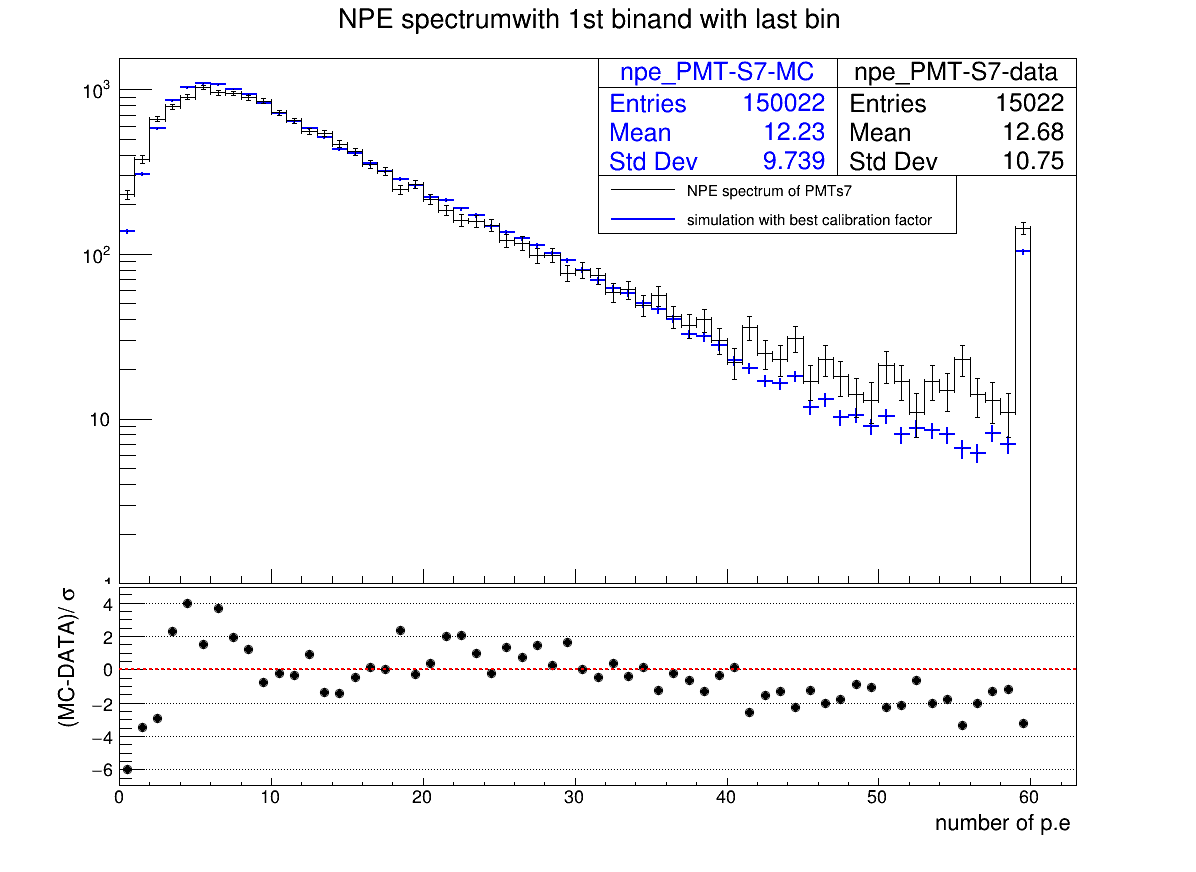 NPE spectrumwith 1st binand with last bin
npe_PMT-S7-MC
Entries 150022
Mean 12.23
Std Dev 9.739
npe_PMT-S7-data
Entries 15022
Mean 12.68
Std Dev 10.75
NPE spectrum of PMTs7
simulation with best calibration factor
10³
10²
10
1
(MC-DATA)/ σ
4
2
0
−2
−4
−6
0 10 20 30 40 50 60
number of p.e